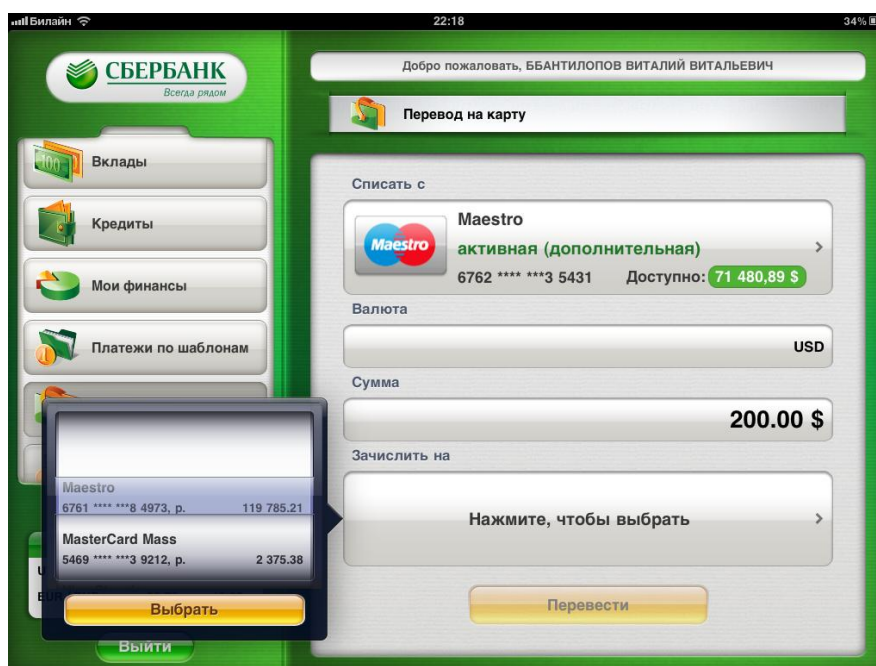 Билайн
22:18
34%
СБЕРБАНК
Всегда рядом
Добро пожаловать, ББАНТИЛОПОВ ВИТАЛИЙ ВИТАЛЬЕВИЧ
Перевод на карту
Вклады
100
Кредиты
Мои финансы
Платежи по шаблонам
Списать с
Maestro
Maestro
активная (дополнительная)
6762 **** ***3 5431 Доступно: 71 480,89 $
Валюта
USD
Сумма
200.00 $
Зачислить на
Нажмите, чтобы выбрать
Перевести
Maestro
6761 **** ***8 4973, р. 119 785.21
MasterCard Mass
5469 **** ***3 9212, р. 2 375.38
Выбрать
Выйти